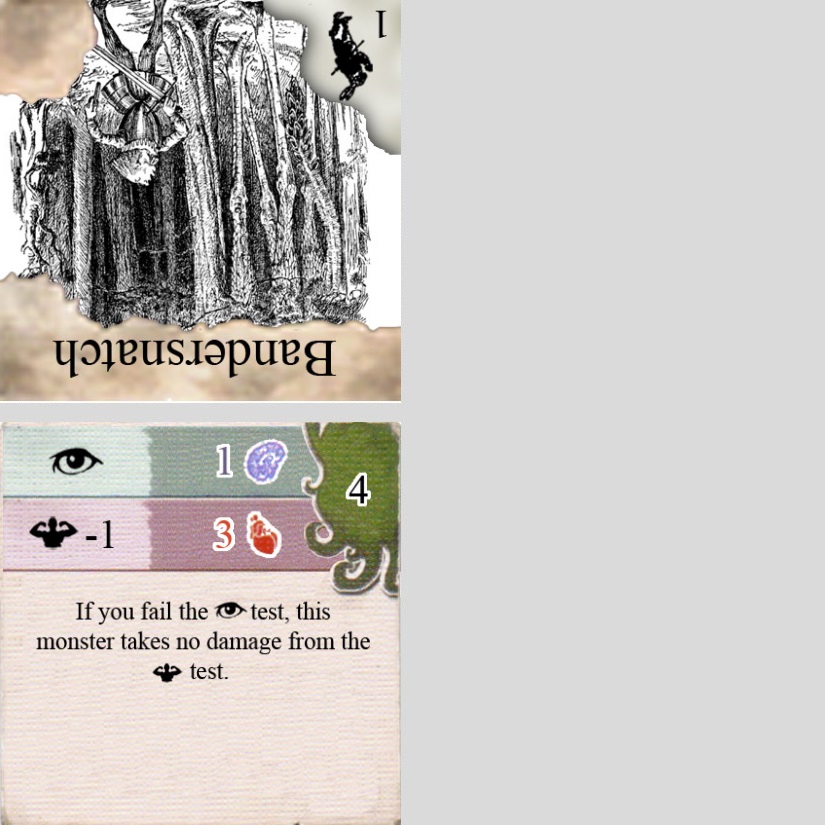 1
Bandersnatch
1
4
-1 3
If you fail the test, this
monster takes no damage from the
test.